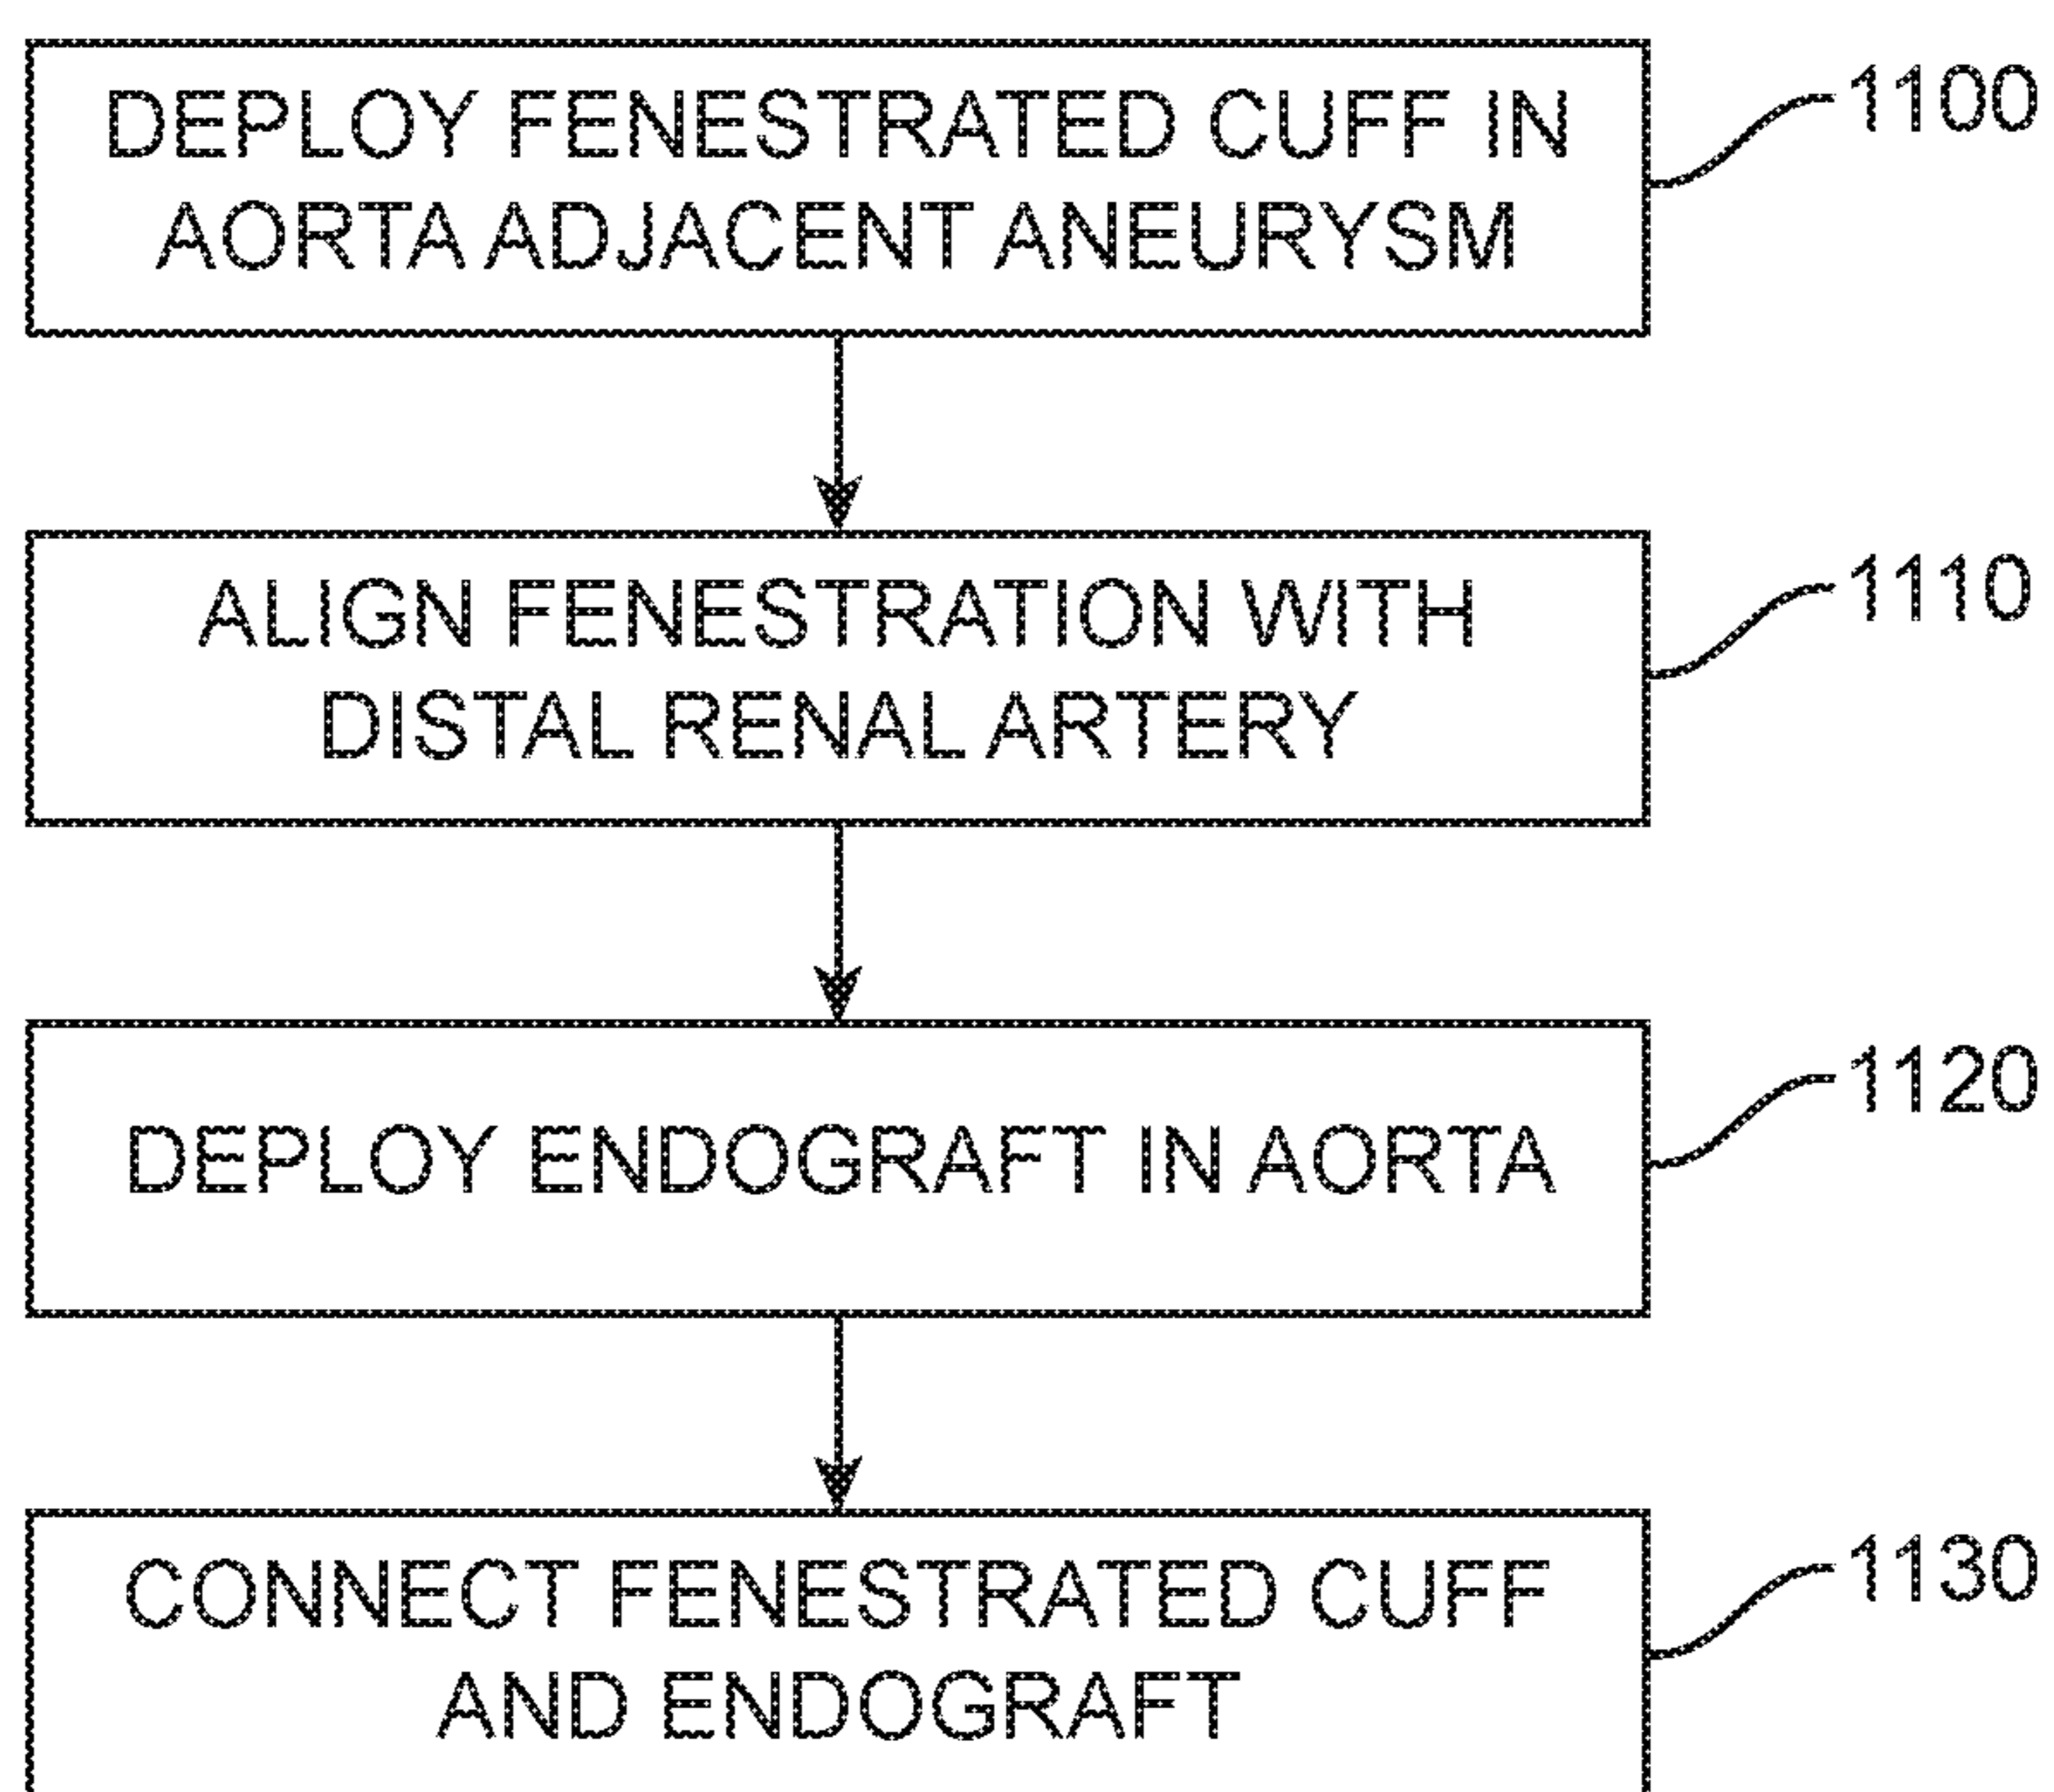 DEPLOY FENESTRATED CUFF IN
AORTA ADJACENT ANEURYSM
1100
ALIGN FENESTRATION WITH
DISTAL RENAL ARTERY
1110
DEPLOY ENDOGRAFT IN AORTA
1120
CONNECT FENESTRATED CUFF
AND ENDOGRAFT
1130